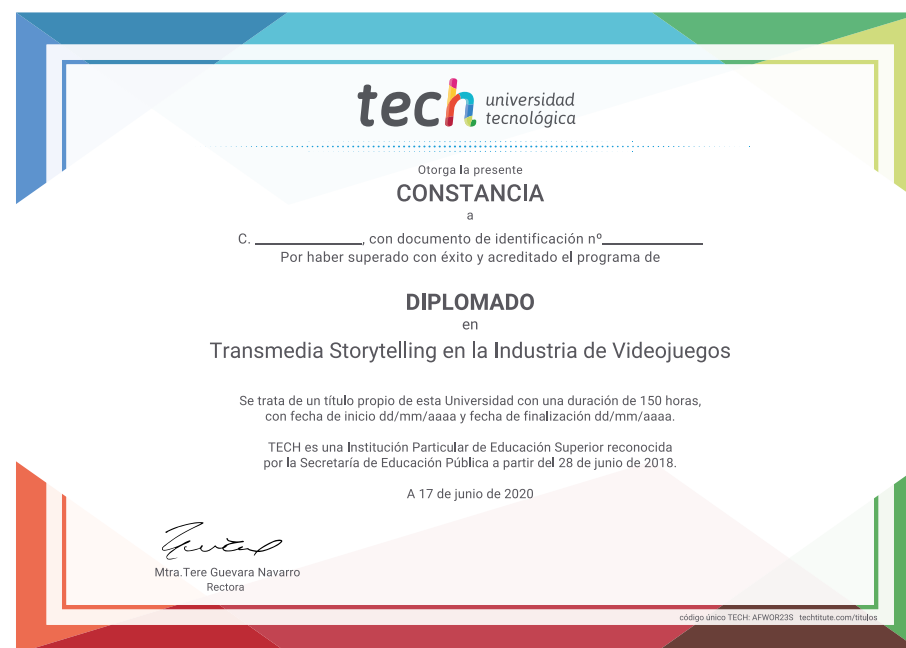 tech universidad
tecnológica
Otorga la presente
CONSTANCIA
a
C. ________________, con documento de identificación nº_______________
Por haber superado con éxito y acreditado el programa de
DIPLOMADO
en
Transmedia Storytelling en la Industria de Videojuegos
Se trata de un título propio de esta Universidad con una duración de 150 horas,
con fecha de inicio dd/mm/aaaa y fecha de finalización dd/mm/aaaa.
TECH es una Institución Particular de Educación Superior reconocida
por la Secretaría de Educación Pública a partir del 28 de junio de 2018.
A 17 de junio de 2020
Mtra.Tere Guevara Navarro
Rectora
código único TECH: AFWOR23S techtitute.com/titulos